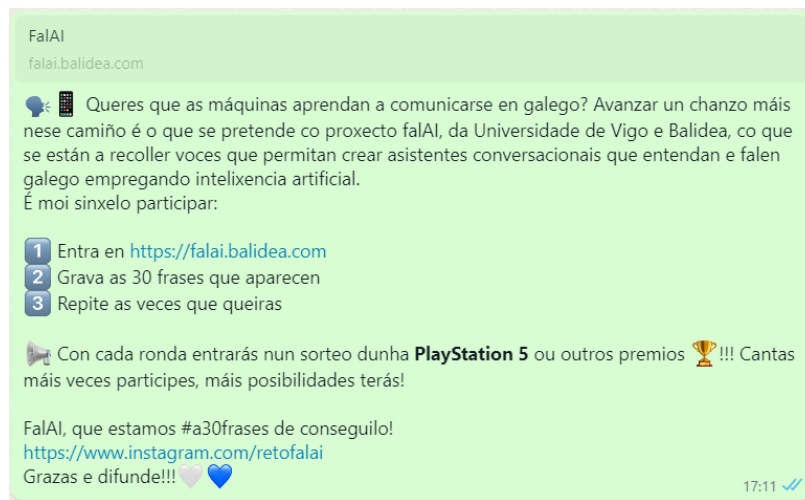 FalAI
falai.balidea.com
🗣️📱 Queres que as máquinas aprendan a comunicarse en galego? Avanzar un chanzo máis
nese camiño é o que se pretende co proxecto falAI, da Universidade de Vigo e Balidea, co que
se están a recoller voces que permitan crear asistentes conversacionais que entendan e falen
galego empregando intelixencia artificial.
É moi sinxelo participar:
1️⃣ Entra en https://falai.balidea.com
2️⃣ Grava as 30 frases que aparecen
3️⃣ Repite as veces que queiras
📢 Con cada ronda entrarás nun sorteo dunha PlayStation 5 ou outros premios 🏆!!! Cantas
máis veces participes, máis posibilidades terás!
FalAI, que estamos #a30frases de conseguilo!
https://www.instagram.com/retofalai
Grazas e difunde!!!🤍💙
17:11